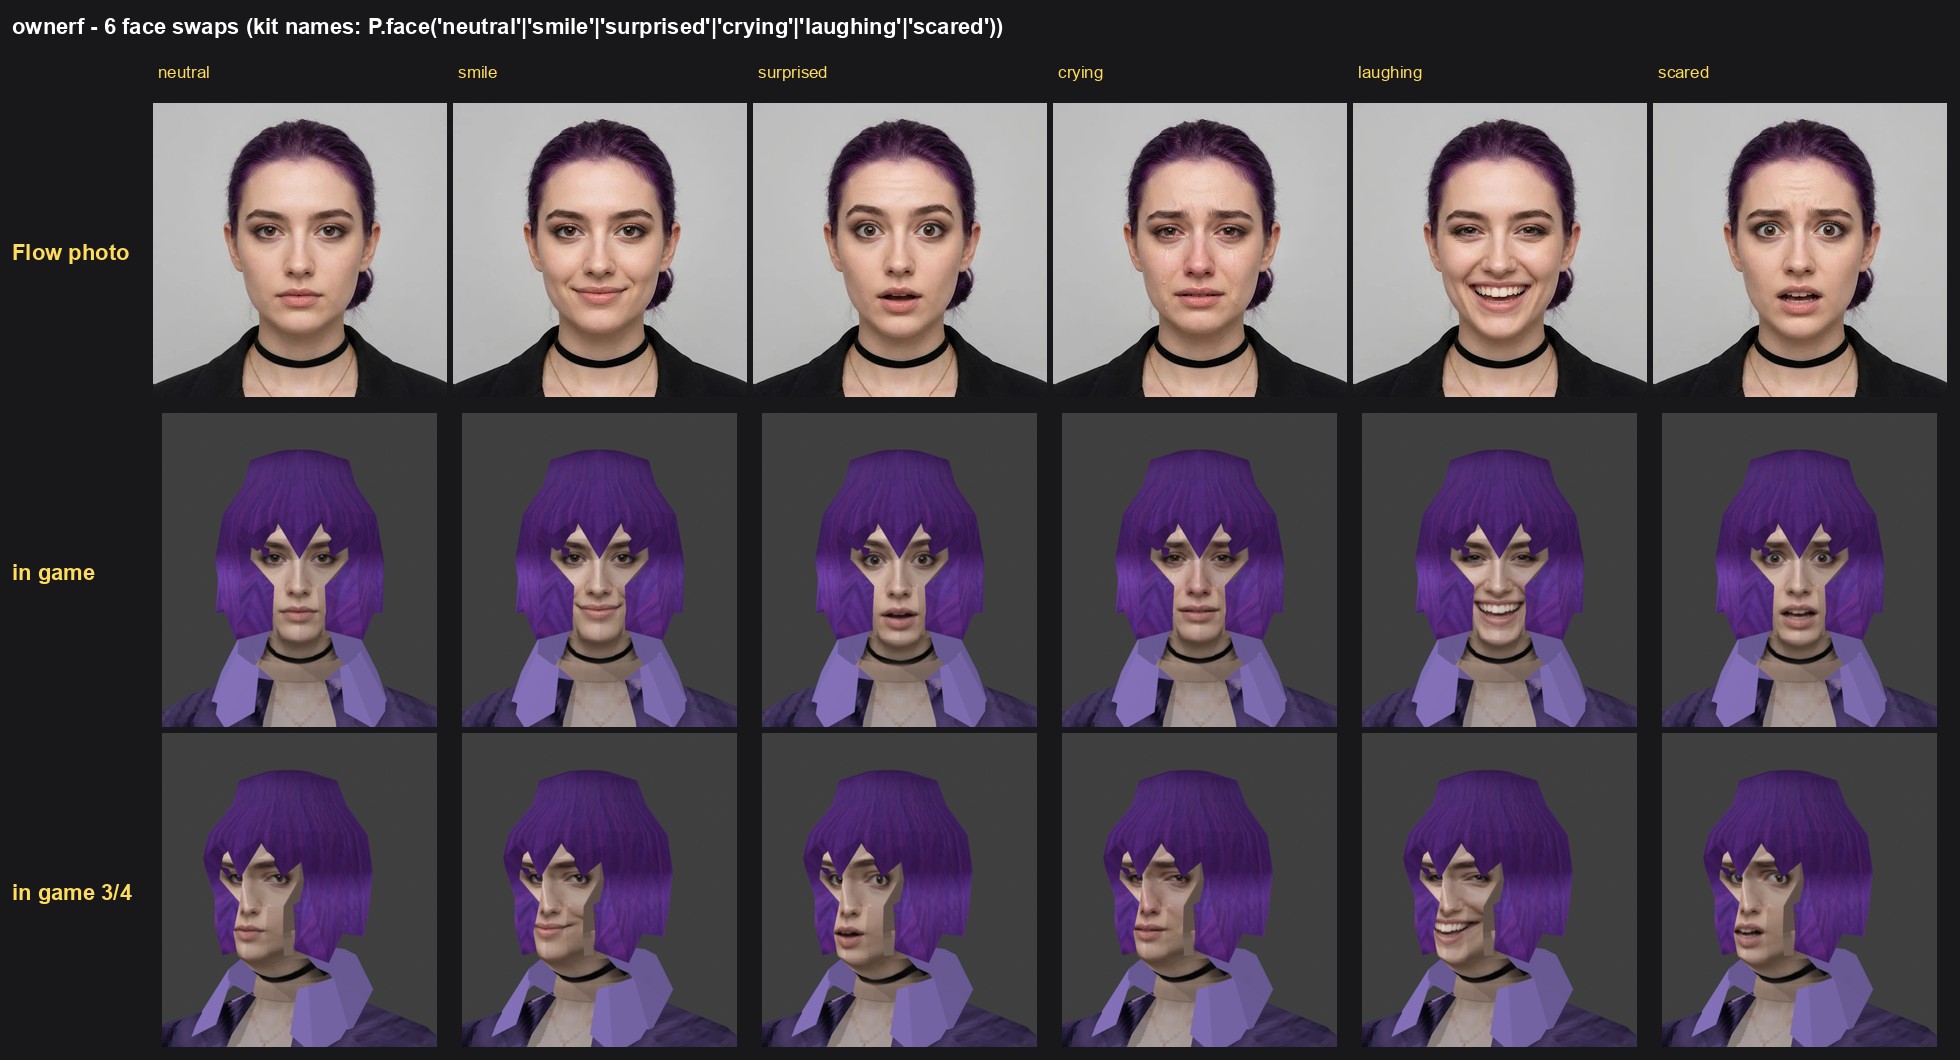 ownerf - 6 face swaps (kit names: P.face('neutral'|'smile'|'surprised'|'crying'|'laughing'|'scared'))
neutral smile surprised crying laughing scared
Flow photo
in game
in game 3/4